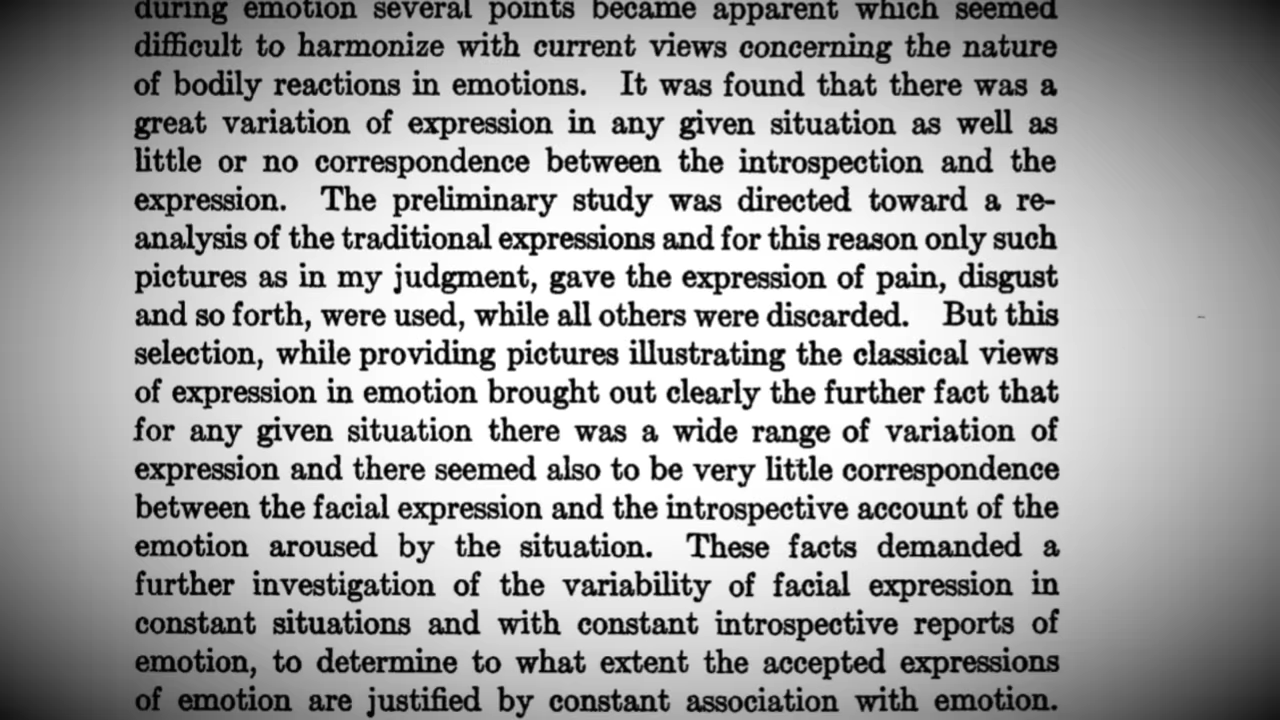 during emotion several points became apparent which seemed
difficult to harmonize with current views concerning the nature
of bodily reactions in emotions. It was found that there was a
great variation of expression in any given situation as well as
little or no correspondence between the introspection and the
expression. The preliminary study was directed toward a re-
analysis of the traditional expressions and for this reason only such
pictures as in my judgment, gave the expression of pain, disgust
and so forth, were used, while all others were discarded. But this
selection, while providing pictures illustrating the classical views
of expression in emotion brought out clearly the further fact that
for any given situation there was a wide range of variation of
expression and there seemed also to be very little correspondence
between the facial expression and the introspective account of the
emotion aroused by the situation. These facts demanded a
further investigation of the variability of facial expression in
constant situations and with constant introspective reports of
emotion, to determine to what extent the accepted expressions
of emotion are justified by constant association with emotion.